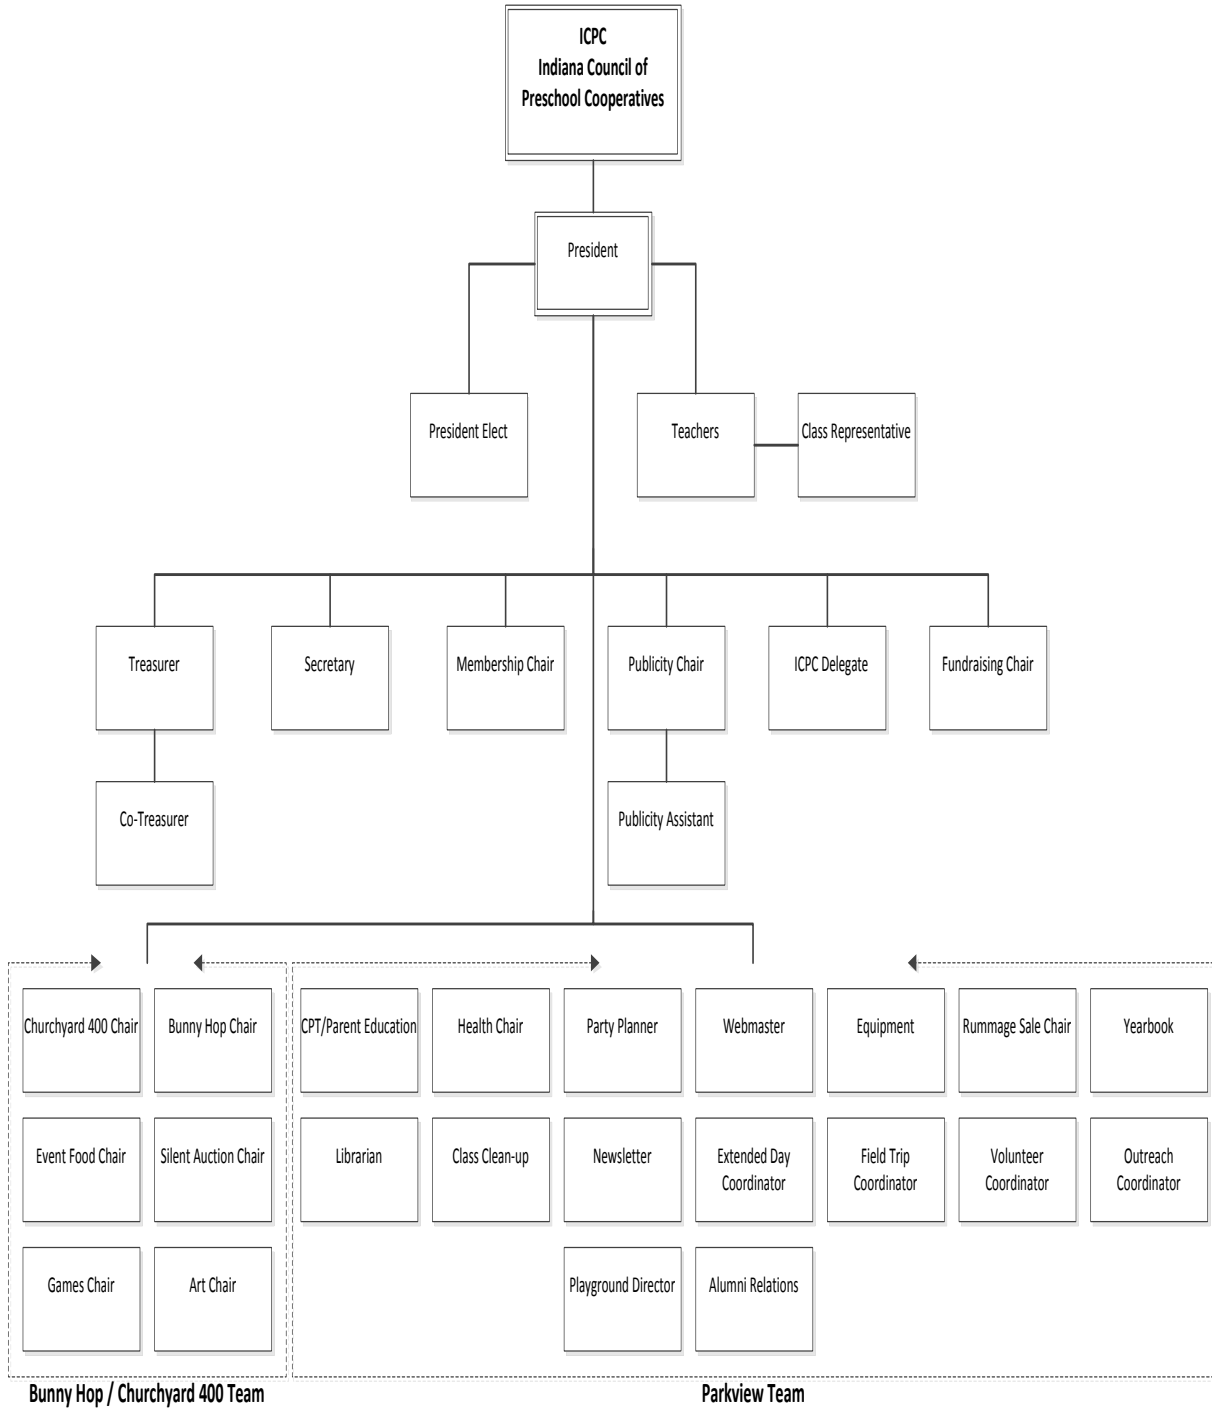 ICPC
Indiana Council of
Preschool Cooperatives
President
President Elect
Teachers
Class Representative
Treasurer
Secretary
Membership Chair
Publicity Chair
ICPC Delegate
Fundraising Chair
Co-Treasurer
Publicity Assistant
Churchyard 400 Chair
Bunny Hop Chair
CPT/Parent Education
Health Chair
Party Planner
Webmaster
Equipment
Rummage Sale Chair
Yearbook
Event Food Chair
Silent Auction Chair
Librarian
Class Clean-up
Newsletter
Extended Day
Coordinator
Field Trip
Coordinator
Volunteer
Coordinator
Outreach
Coordinator
Games Chair
Art Chair
Playground Director
Alumni Relations
Bunny Hop / Churchyard 400 Team
Parkview Team